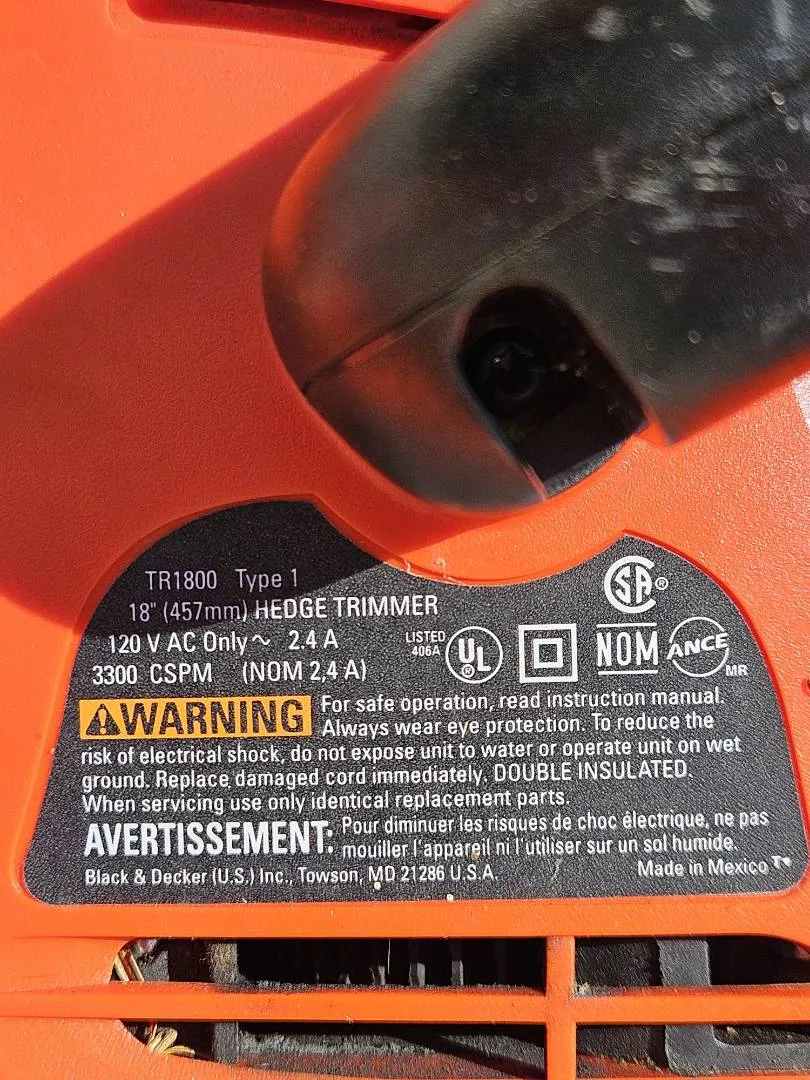 TR1800 Type 1
18" (457mm) HEDGE TRIMMER
120 V AC Only~ 2.4 A
3300 CSPM (NOM 2,4 A)
LISTED
406A
UL
®
SA®
NOM
ANCE
MR
WARNING
For safe operation, read instruction manual.
Always wear eye protection. To reduce the
risk of electrical shock, do not expose unit to water or operate unit on wet
ground. Replace damaged cord immediately. DOUBLE INSULATED.
When servicing use only identical replacement parts.
AVERTISSEMENT:
Pour diminuer les risques de choc électrique, ne pas
mouiller l'appareil ni l'utiliser sur un sol humide.
Black & Decker (U.S.) Inc., Towson, MD 21286 U.S.A.
Made in Mexico